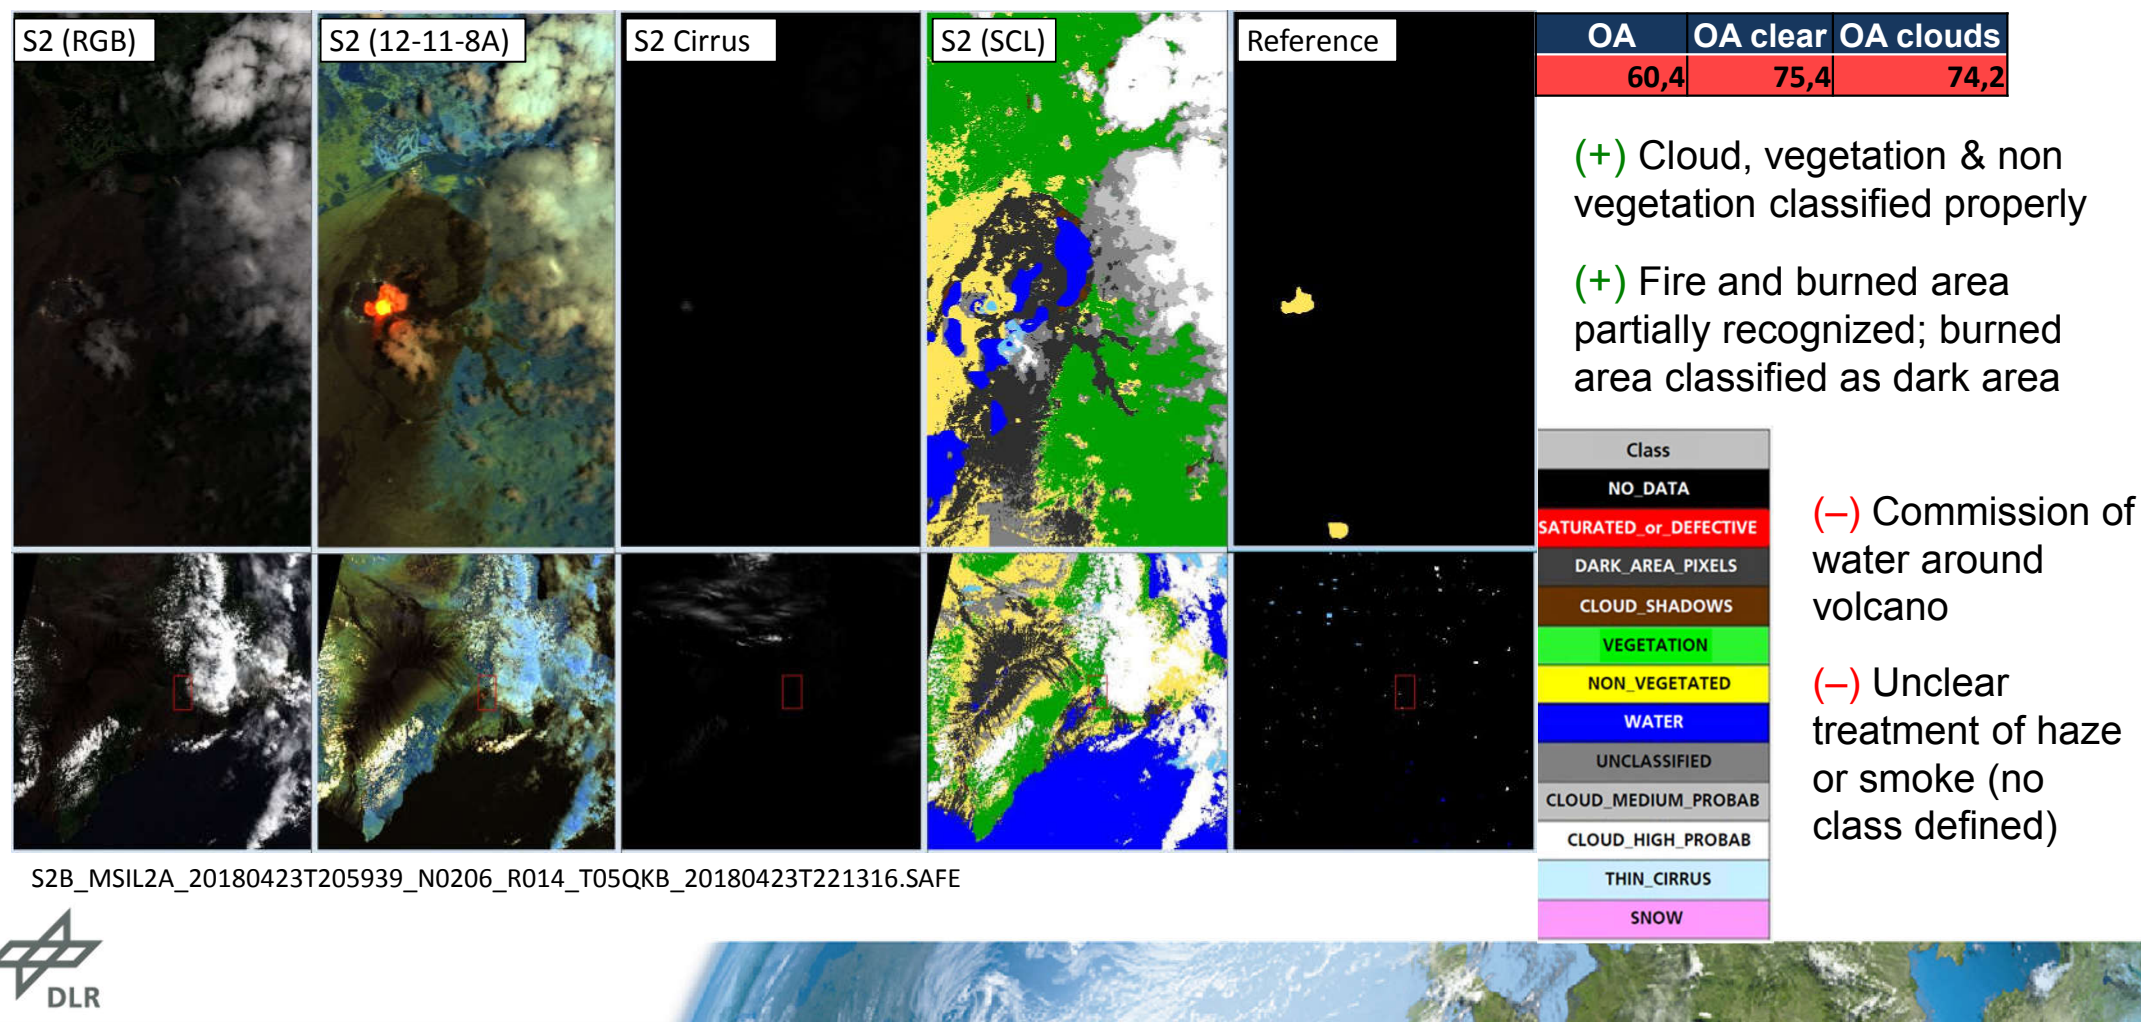 S2 (RGB)
S2 (12-11-8A)
S2 Cirrus
S2 (SCL)
Reference
OA OA clear OA clouds
60,4 75,4 74,2
(+) Cloud, vegetation & non
vegetation classified properly
(+) Fire and burned area
partially recognized; burned
area classified as dark area
Class
NO_DATA
SATURATED_or_DEFECTIVE
DARK_AREA_PIXELS
CLOUD_SHADOWS
VEGETATION
NON_VEGETATED
WATER
UNCLASSIFIED
CLOUD_MEDIUM_PROBAB
CLOUD_HIGH_PROBAB
THIN_CIRRUS
SNOW
(–) Commission of
water around
volcano
(–) Unclear
treatment of haze
or smoke (no
class defined)
S2B_MSIL2A_20180423T205939_N0206_R014_T05QKB_20180423T221316.SAFE
DLR